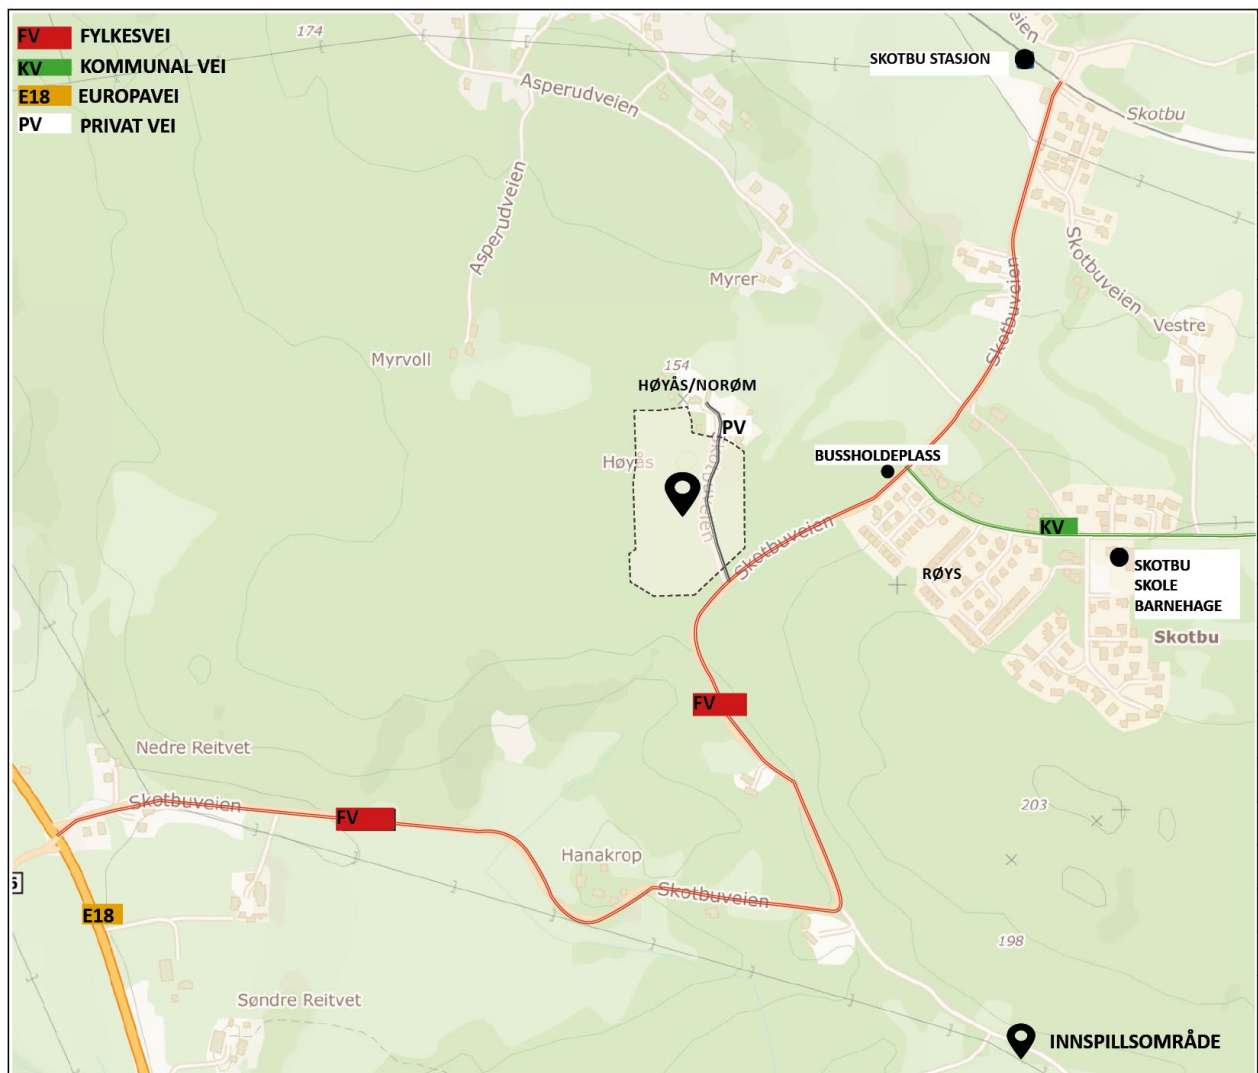 FV FYLKESVEI
KV KOMMUNAL VEI
E18 EUROPAVEI
PV PRIVAT VEI
174
Asperudveien
SKOTBU STASJON
Skotbu
Asperudveien
Skotbuveien
Myrer
Skotbuveien
Vestre
Myrvoll
154
HØYÅS/NORØM
PV
Høyås
Skotbuveien
BUSSHOLDEPLASS
Skotbuveien
KV
RØYS
SKOTBU
SKOLE
BARNEHAGE
Skotbu
FV
Nedre Reitvet
Skotbuveien
FV
203
Hanakrop
Skotbuveien
E18
198
Søndre Reitvet
INNSPILLSOMRÅDE